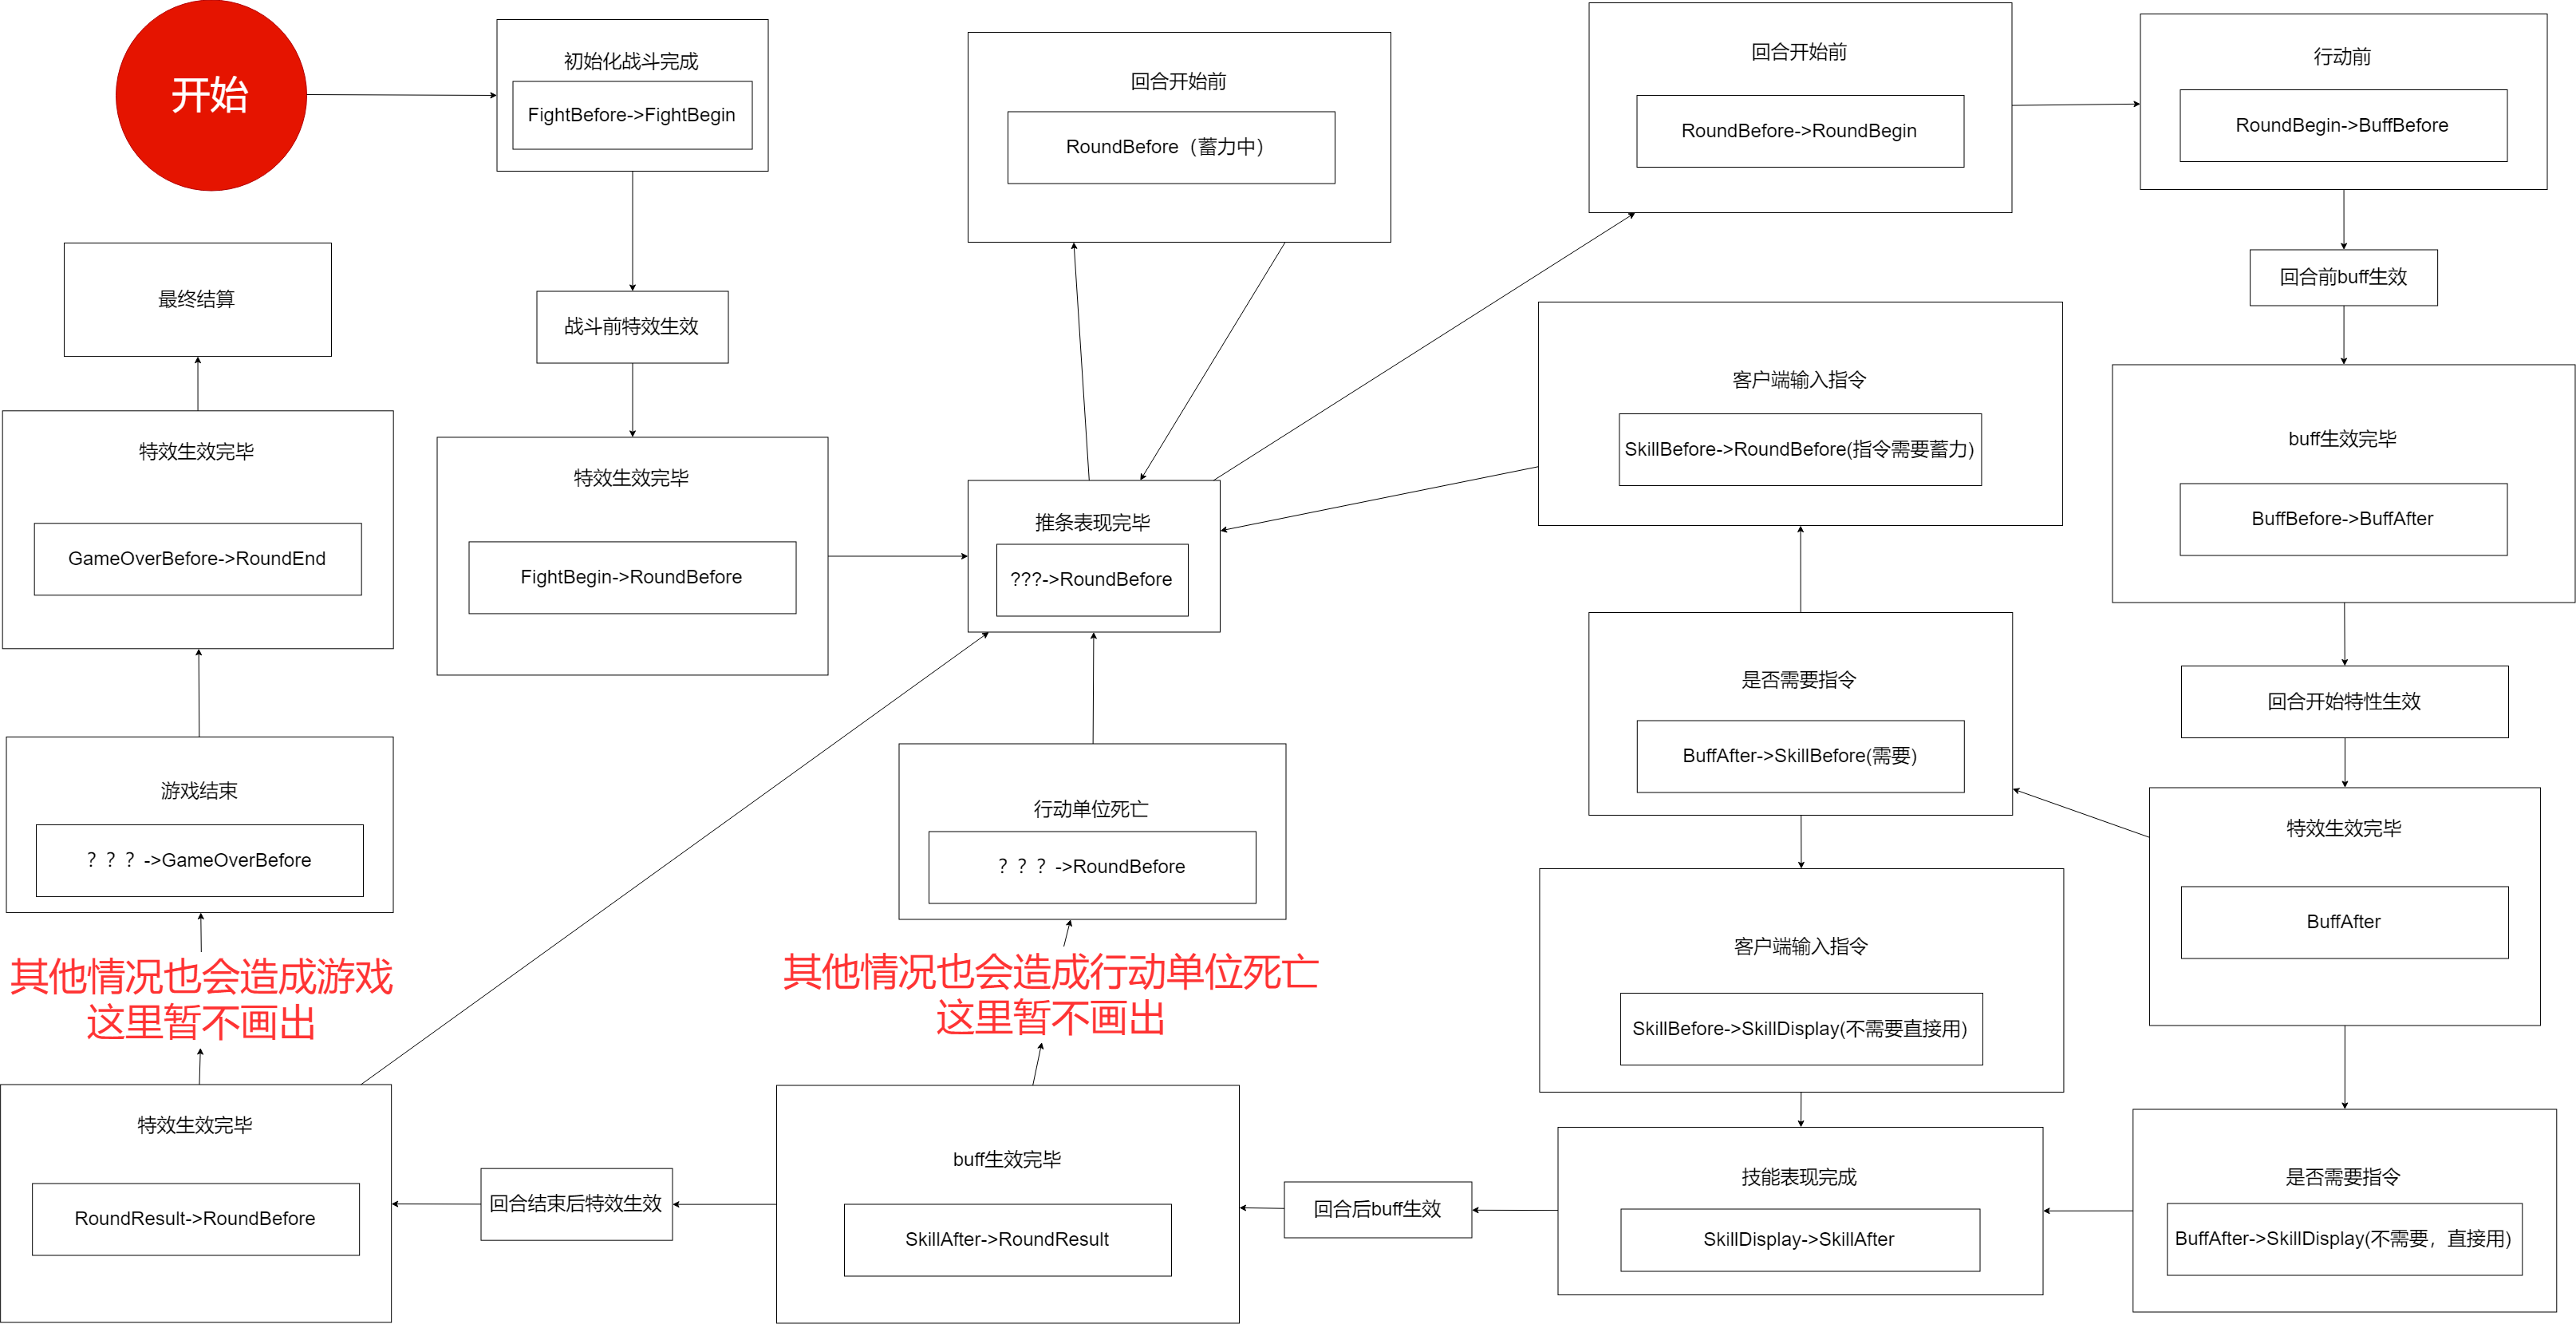 开始
初始化战斗完成
FightBefore->FightBegin
战斗前特效生效
特效生效完毕
FightBegin->RoundBefore
回合开始前
RoundBefore（蓄力中）
推条表现完毕
???->RoundBefore
回合开始前
RoundBefore->RoundBegin
行动前
RoundBegin->BuffBefore
回合前buff生效
buff生效完毕
BuffBefore->BuffAfter
回合开始特性生效
特效生效完毕
BuffAfter
是否需要指令
BuffAfter->SkillDisplay(不需要，直接用)
是否需要指令
BuffAfter->SkillBefore(需要)
客户端输入指令
SkillBefore->RoundBefore(指令需要蓄力)
客户端输入指令
SkillBefore->SkillDisplay(不需要直接用)
技能表现完成
SkillDisplay->SkillAfter
回合后buff生效
buff生效完毕
SkillAfter->RoundResult
其他情况也会造成行动单位死亡
这里暂不画出
行动单位死亡
？？？->RoundBefore
回合结束后特效生效
特效生效完毕
RoundResult->RoundBefore
其他情况也会造成游戏
这里暂不画出
游戏结束
？？？->GameOverBefore
特效生效完毕
GameOverBefore->RoundEnd
最终结算